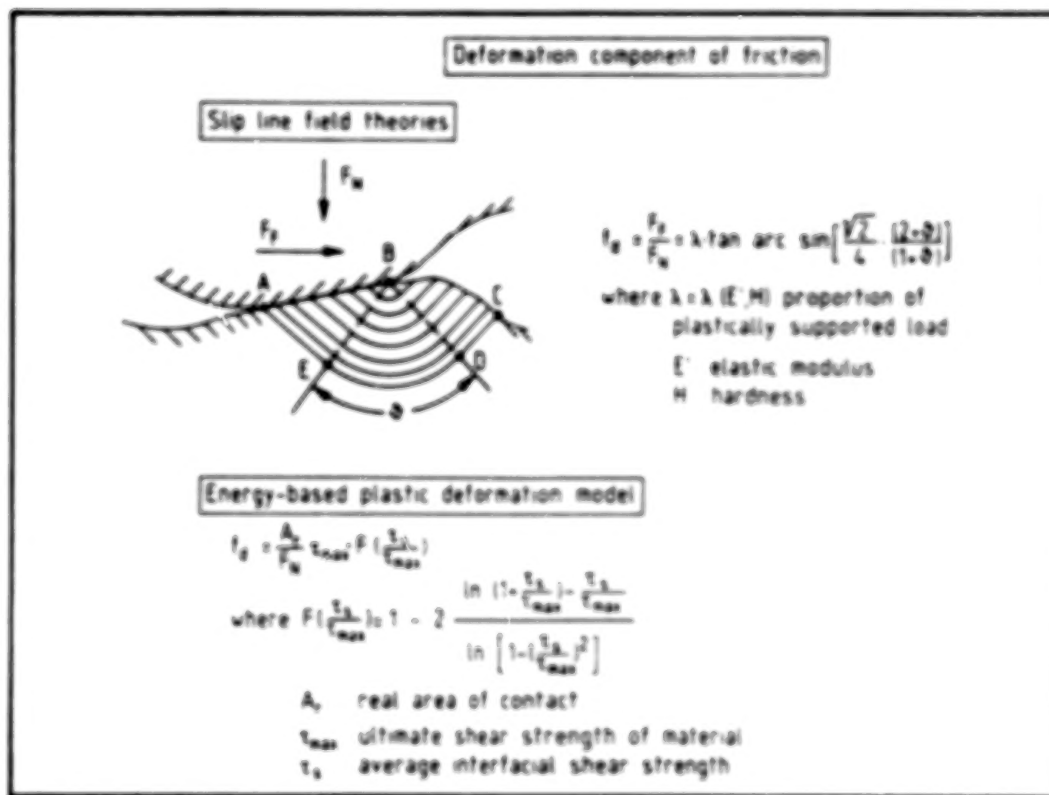 Deformation component of friction
Slip line field theories
F_N
F_F
B
A
C
E
D
ϑ
f_d = F_F/F_N = λ·tan arc sin[√2/4 · (2+ϑ)/(1+ϑ)]
where λ = λ(E',H) proportion of
plastically supported load
E' elastic modulus
H hardness
Energy-based plastic deformation model
f_d = A_r/F_N τ_max·F(τ_s/τ_max)
where F(τ_s/τ_max) = 1 - 2 (ln(1+τ_s/τ_max) - τ_s/τ_max) / (ln[1-(τ_s/τ_max)²])
A_r real area of contact
τ_max ultimate shear strength of material
τ_s average interfacial shear strength